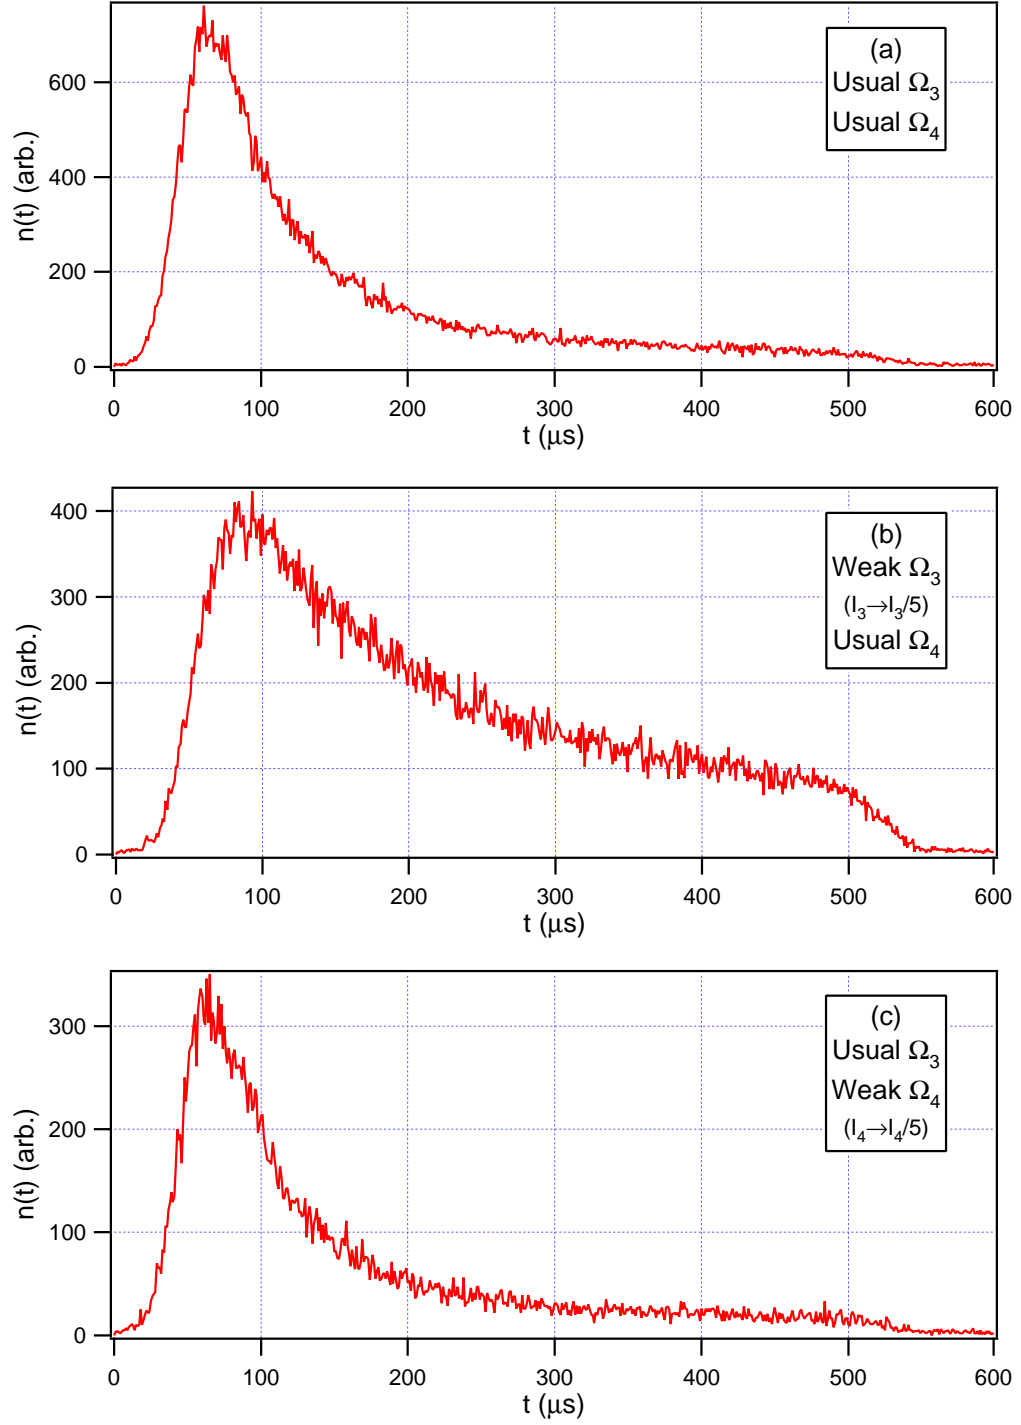 600
400
200
0
n(t) (arb.)
(a)
Usual Ω3
Usual Ω4
0 100 200 300 400 500 600
t (μs)
400
300
200
100
0
n(t) (arb.)
(b)
Weak Ω3
(I3→I3/5)
Usual Ω4
0 100 200 300 400 500 600
t (μs)
300
200
100
0
n(t) (arb.)
(c)
Usual Ω3
Weak Ω4
(I4→I4/5)
0 100 200 300 400 500 600
t (μs)